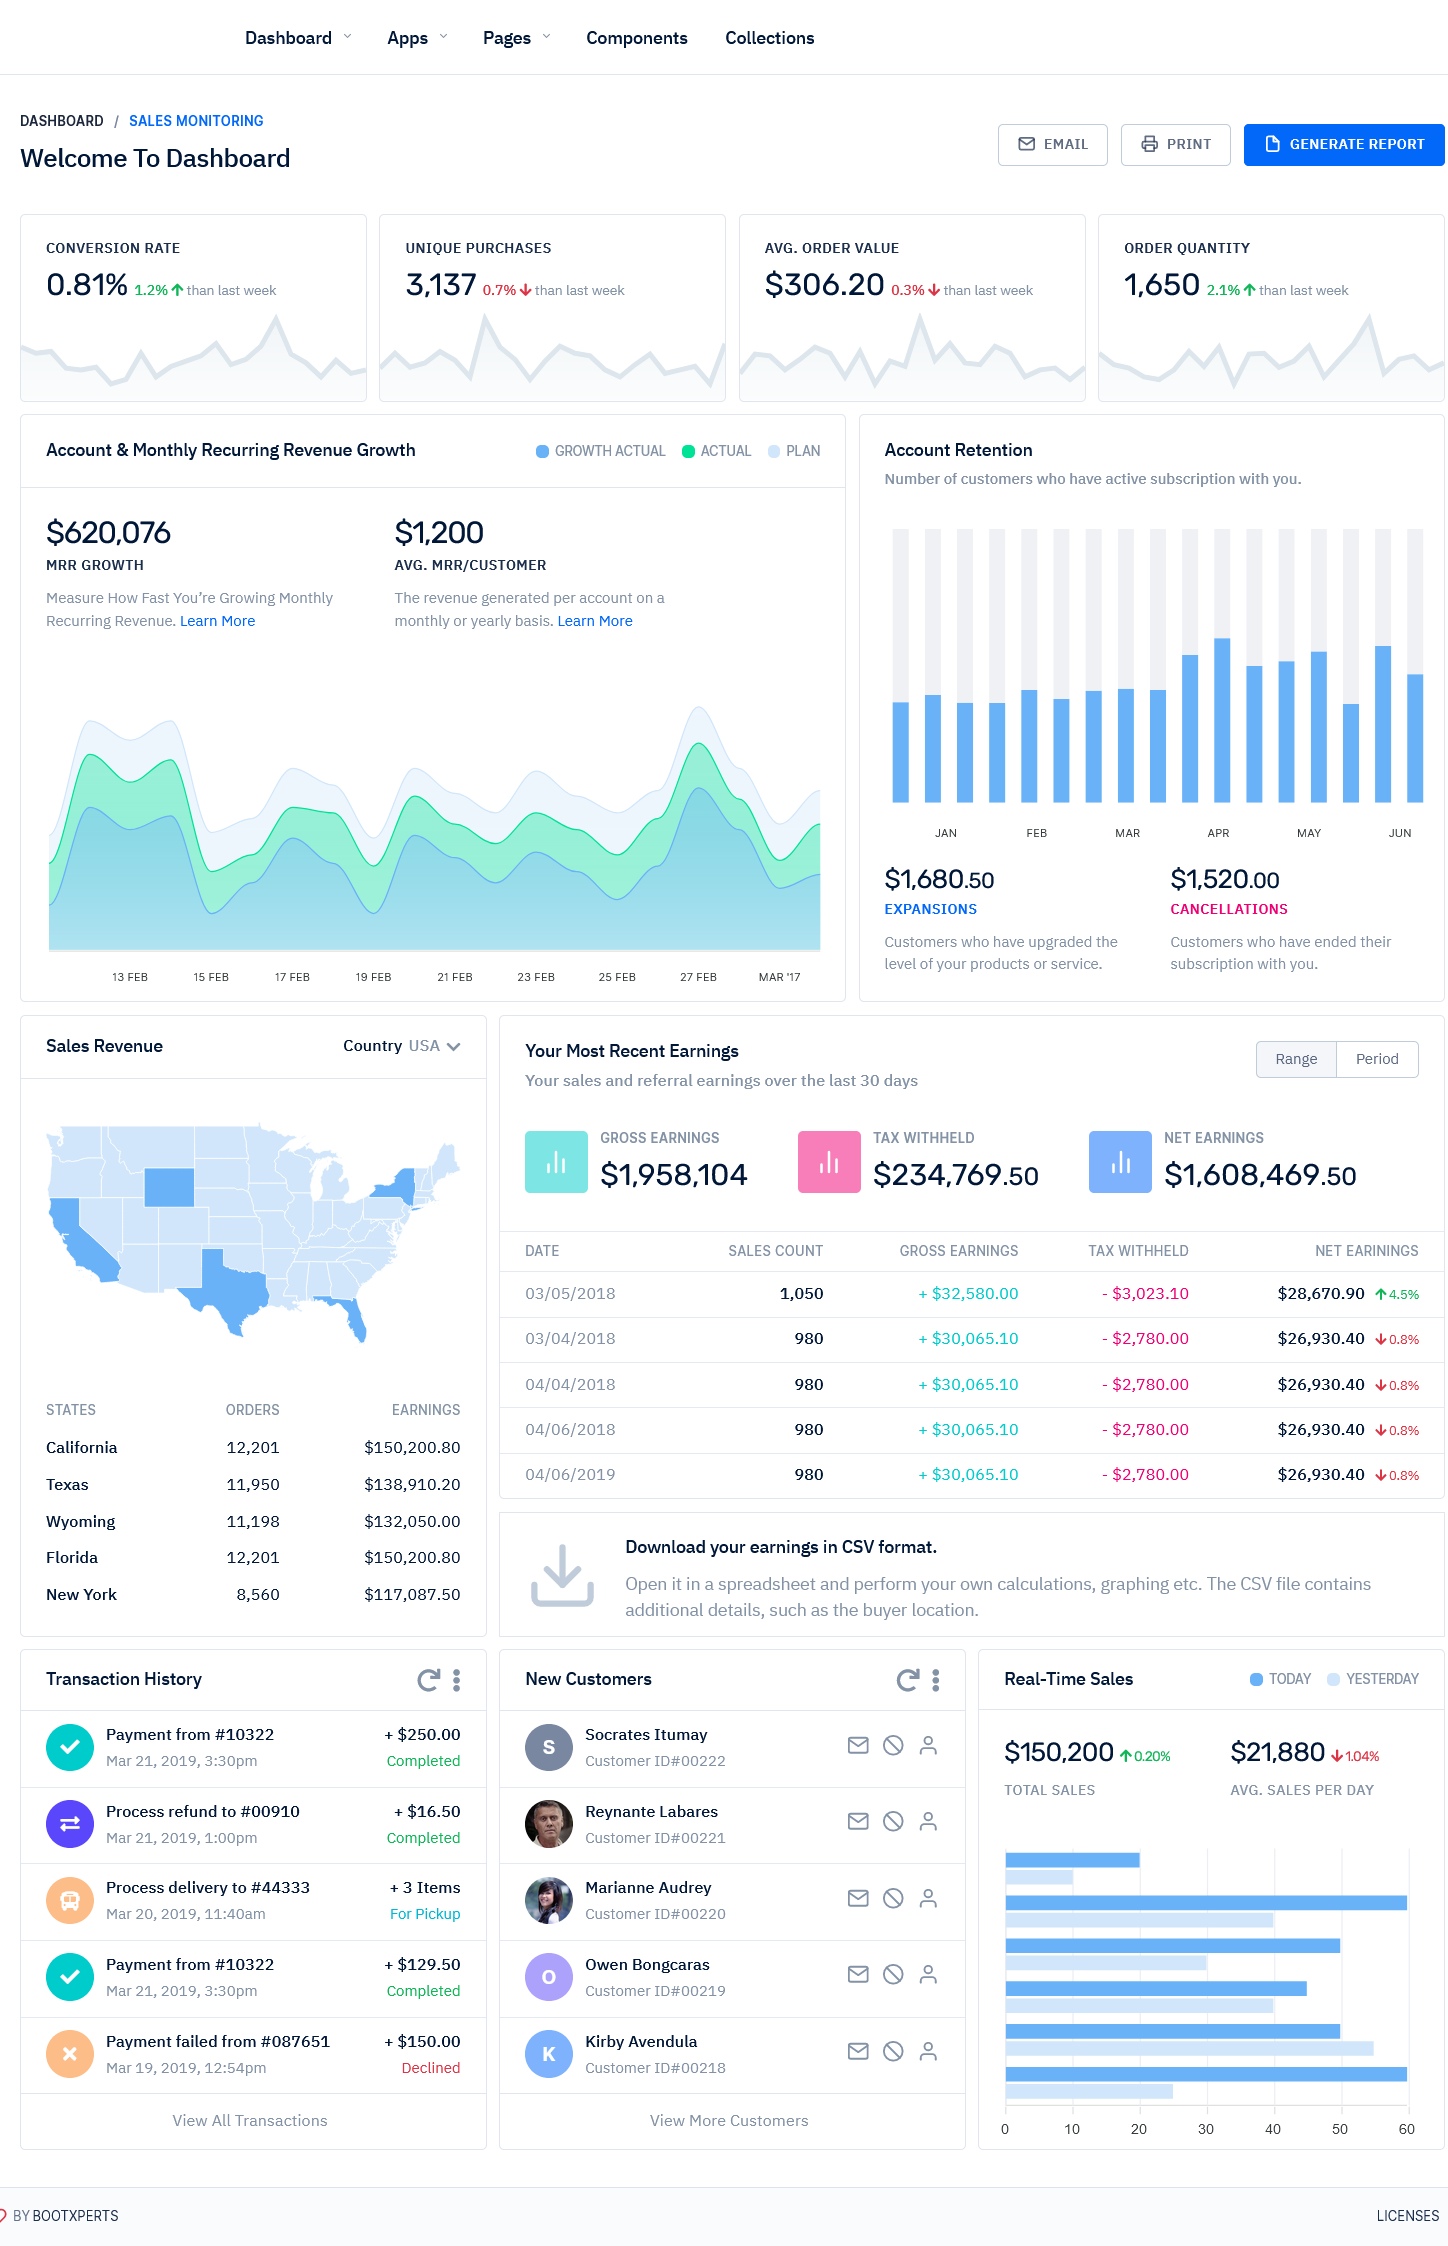 Dashboard Apps Pages Components Collections
DASHBOARD / SALES MONITORING
Welcome To Dashboard
EMAIL PRINT GENERATE REPORT
CONVERSION RATE
0.81% 1.2% than last week
UNIQUE PURCHASES
3,137 0.7% than last week
AVG. ORDER VALUE
$306.20 0.3% than last week
ORDER QUANTITY
1,650 2.1% than last week
Account & Monthly Recurring Revenue Growth
GROWTH ACTUAL ACTUAL PLAN
$620,076
MRR GROWTH
Measure How Fast You’re Growing Monthly
Recurring Revenue. Learn More
$1,200
AVG. MRR/CUSTOMER
The revenue generated per account on a
monthly or yearly basis. Learn More
13 FEB 15 FEB 17 FEB 19 FEB 21 FEB 23 FEB 25 FEB 27 FEB MAR '17
Account Retention
Number of customers who have active subscription with you.
JAN FEB MAR APR MAY JUN
$1,680.50
EXPANSIONS
Customers who have upgraded the
level of your products or service.
$1,520.00
CANCELLATIONS
Customers who have ended their
subscription with you.
Sales Revenue
Country USA
STATES ORDERS EARNINGS
California 12,201 $150,200.80
Texas 11,950 $138,910.20
Wyoming 11,198 $132,050.00
Florida 12,201 $150,200.80
New York 8,560 $117,087.50
Your Most Recent Earnings
Your sales and referral earnings over the last 30 days
Range Period
GROSS EARNINGS
$1,958,104
TAX WITHHELD
$234,769.50
NET EARNINGS
$1,608,469.50
DATE SALES COUNT GROSS EARNINGS TAX WITHHELD NET EARININGS
03/05/2018 1,050 + $32,580.00 - $3,023.10 $28,670.90 4.5%
03/04/2018 980 + $30,065.10 - $2,780.00 $26,930.40 0.8%
04/04/2018 980 + $30,065.10 - $2,780.00 $26,930.40 0.8%
04/06/2018 980 + $30,065.10 - $2,780.00 $26,930.40 0.8%
04/06/2019 980 + $30,065.10 - $2,780.00 $26,930.40 0.8%
Download your earnings in CSV format.
Open it in a spreadsheet and perform your own calculations, graphing etc. The CSV file contains
additional details, such as the buyer location.
Transaction History
Payment from #10322 + $250.00
Mar 21, 2019, 3:30pm Completed
Process refund to #00910 + $16.50
Mar 21, 2019, 1:00pm Completed
Process delivery to #44333 + 3 Items
Mar 20, 2019, 11:40am For Pickup
Payment from #10322 + $129.50
Mar 21, 2019, 3:30pm Completed
Payment failed from #087651 + $150.00
Mar 19, 2019, 12:54pm Declined
View All Transactions
New Customers
S Socrates Itumay
Customer ID#00222
Reynante Labares
Customer ID#00221
Marianne Audrey
Customer ID#00220
O Owen Bongcaras
Customer ID#00219
K Kirby Avendula
Customer ID#00218
View More Customers
Real-Time Sales
TODAY YESTERDAY
$150,200 0.20%
TOTAL SALES
$21,880 1.04%
AVG. SALES PER DAY
0 10 20 30 40 50 60
BY BOOTXPERTS
LICENSES